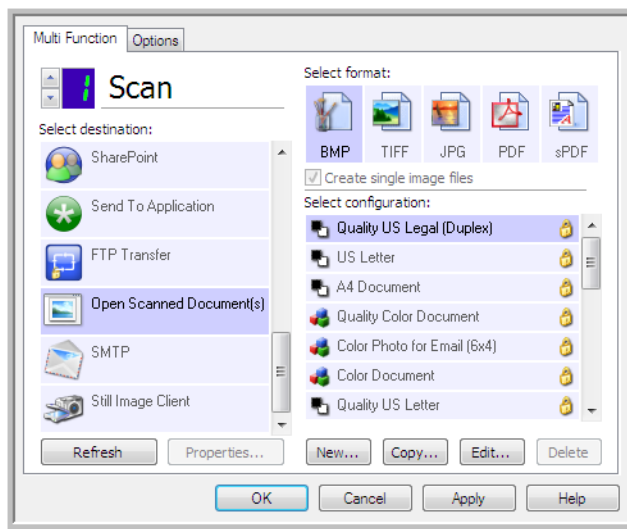 Multi Function
Options
1
Scan
Select destination:
SharePoint
Send To Application
FTP Transfer
Open Scanned Document(s)
SMTP
Still Image Client
Refresh
Properties...
Select format:
BMP TIFF JPG PDF sPDF
Create single image files
Select configuration:
Quality US Legal (Duplex)
US Letter
A4 Document
Quality Color Document
Color Photo for Email (6x4)
Color Document
Quality US Letter
New... Copy... Edit... Delete
OK Cancel Apply Help